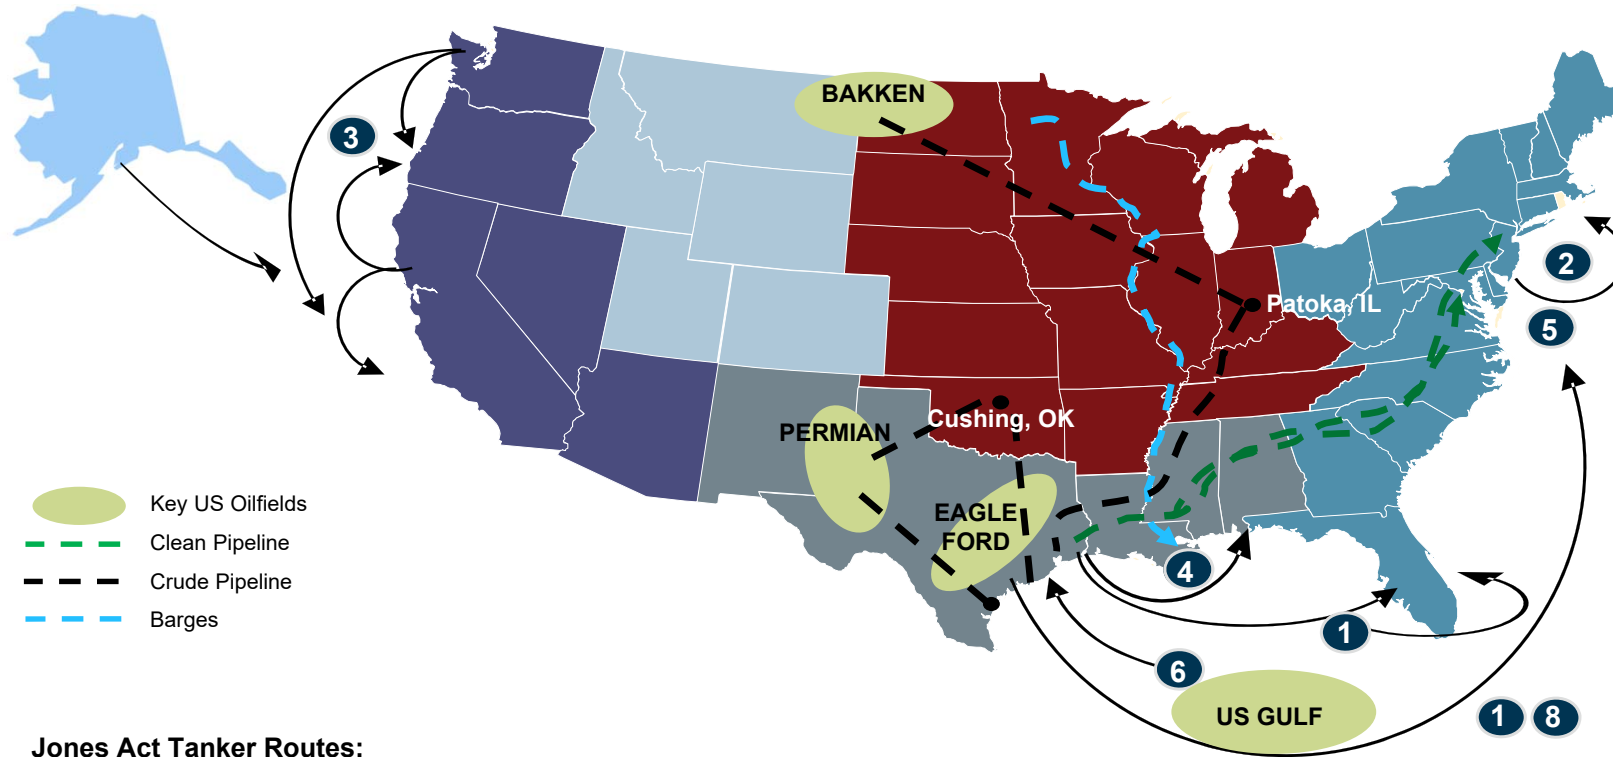 BAKKEN
3
2
Patoka, IL
5
Cushing, OK
PERMIAN
Key US Oilfields
EAGLE
FORD
Clean Pipeline
4
Crude Pipeline
Barges
1
6
US GULF
1 8
Jones Act Tanker Routes: